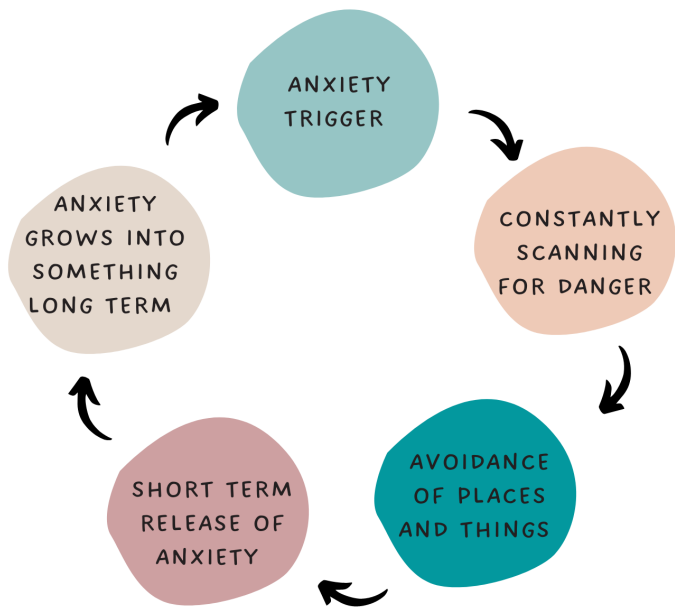 ANXIETY
TRIGGER
CONSTANTLY
SCANNING
FOR DANGER
AVOIDANCE
OF PLACES
AND THINGS
SHORT TERM
RELEASE OF
ANXIETY
ANXIETY
GROWS INTO
SOMETHING
LONG TERM